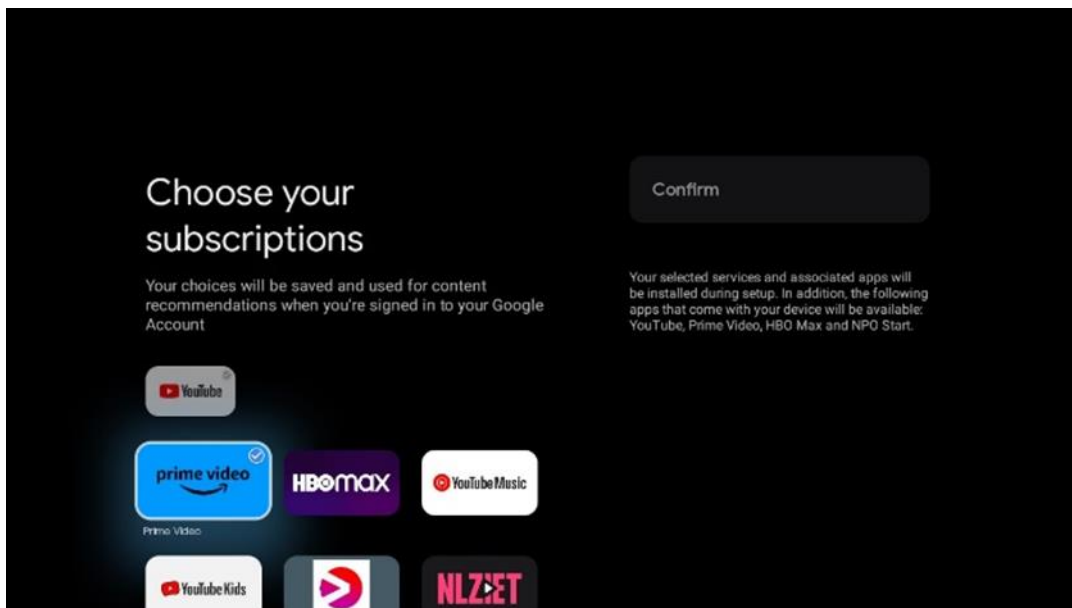 Choose your
subscriptions
Your choices will be saved and used for content
recommendations when you're signed in to your Google
Account
Confirm
Your selected services and associated apps will
be installed during setup. In addition, the following
apps that come with your device will be available:
YouTube, Prime Video, HBO Max and NPO Start.
YouTube
prime video
HBOmax
YouTube Music
Prime Video
YouTube Kids
NLZIET